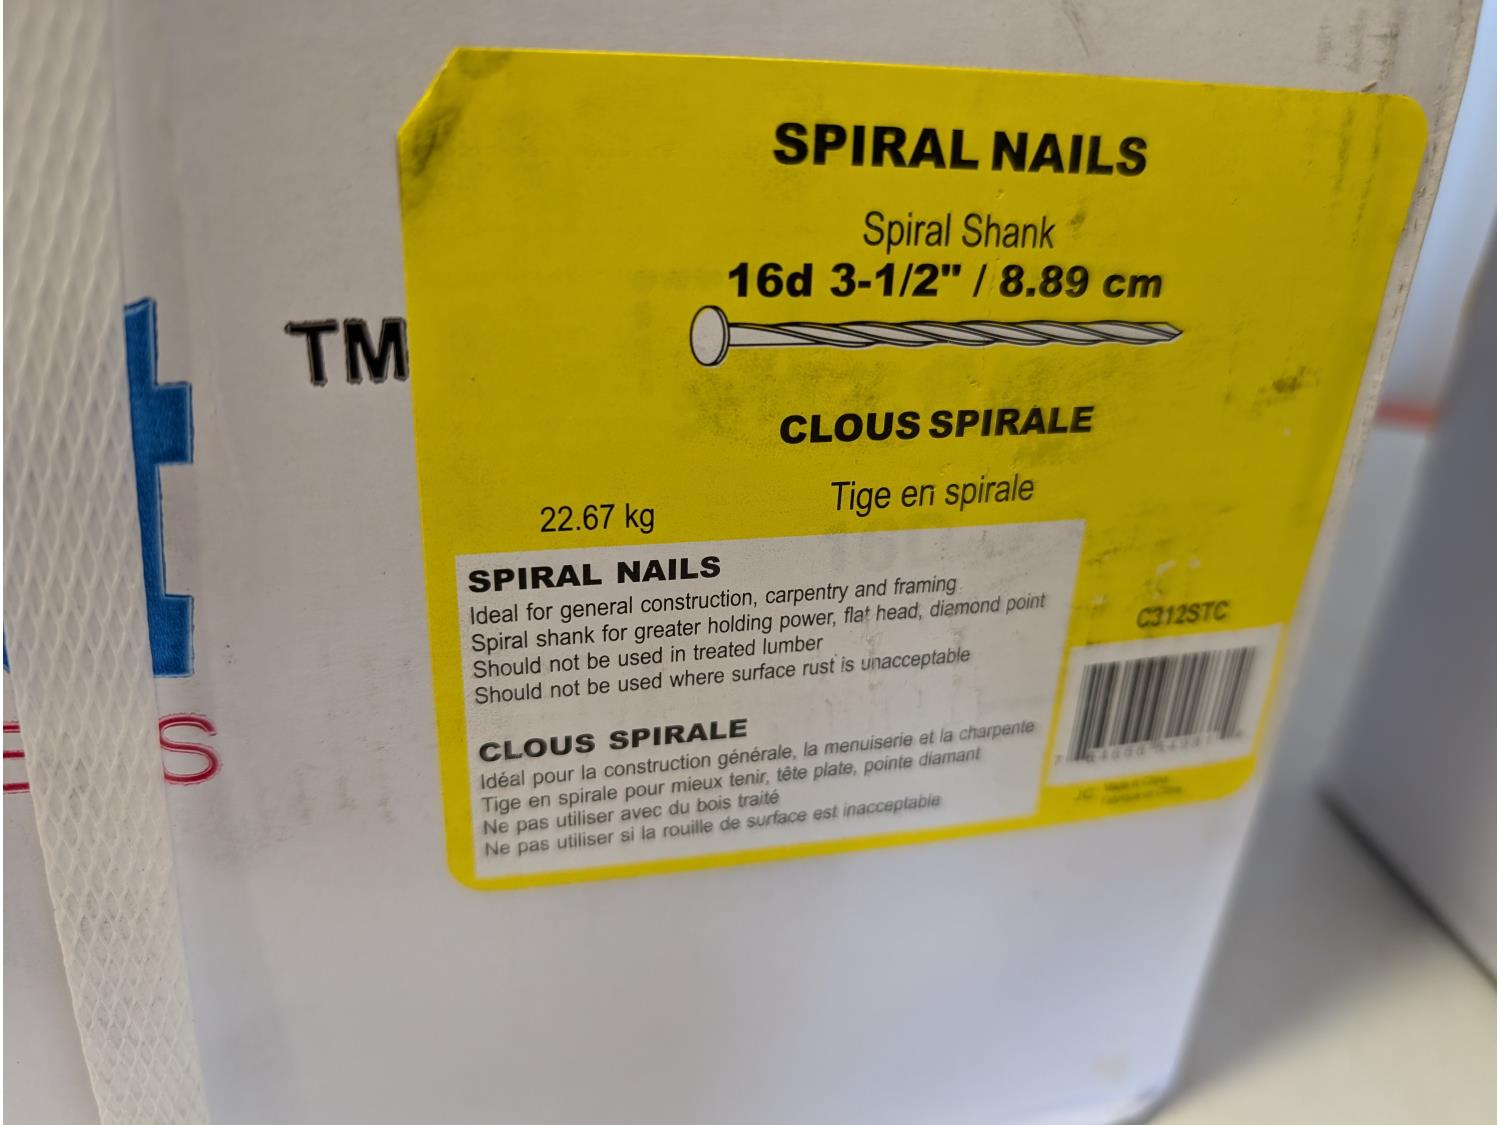 TM
S
SPIRAL NAILS
Spiral Shank
16d 3-1/2" / 8.89 cm
CLOUS SPIRALE
Tige en spirale
22.67 kg
SPIRAL NAILS
Ideal for general construction, carpentry and framing
Spiral shank for greater holding power, flat head, diamond point
Should not be used in treated lumber
Should not be used where surface rust is unacceptable
CLOUS SPIRALE
Idéal pour la construction générale, la menuiserie et la charpente
Tige en spirale pour mieux tenir, tête plate, pointe diamant
Ne pas utiliser avec du bois traité
Ne pas utiliser si la rouille de surface est inacceptable
C312STC
Made in China